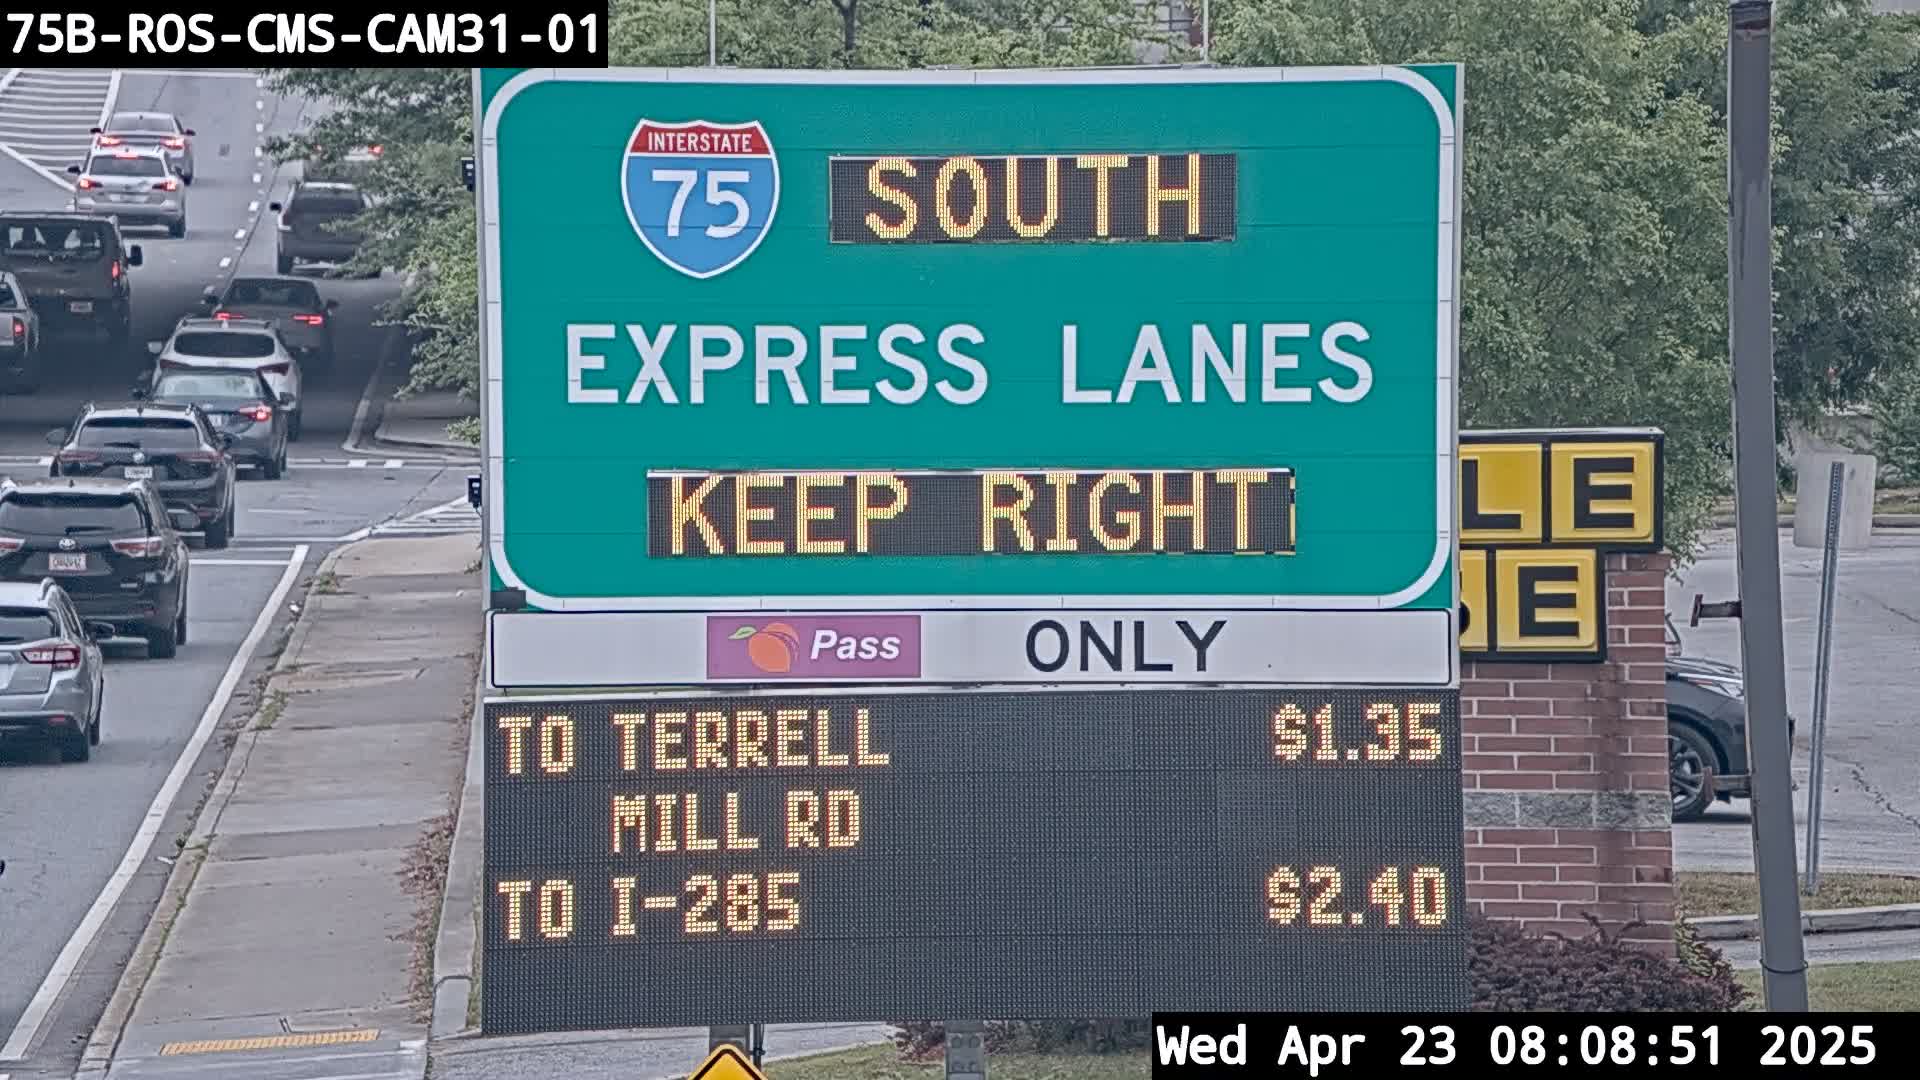 75B-ROS-CMS-CAM31-01
INTERSTATE
75
SOUTH
EXPRESS LANES
KEEP RIGHT
Pass ONLY
TO TERRELL $1.35
MILL RD
TO I-285 $2.40
LE
E
Wed Apr 23 08:08:51 2025